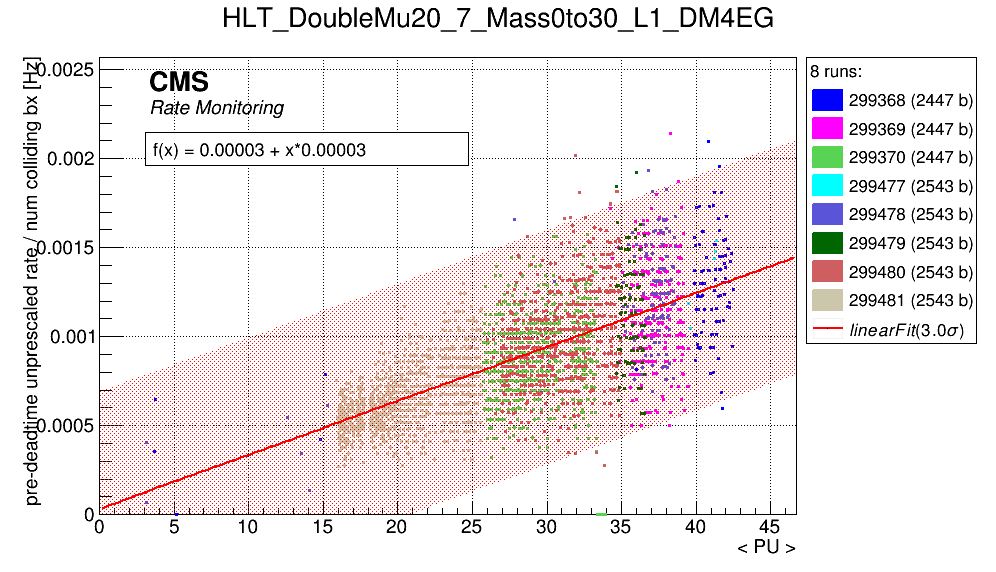 HLT_DoubleMu20_7_Mass0to30_L1_DM4EG
pre-deadtime unprescaled rate / num colliding bx [Hz]
0.0025
0.002
0.0015
0.001
0.0005
0
CMS
Rate Monitoring
f(x) = 0.00003 + x*0.00003
0 5 10 15 20 25 30 35 40 45
< PU >
8 runs:
299368 (2447 b)
299369 (2447 b)
299370 (2447 b)
299477 (2543 b)
299478 (2543 b)
299479 (2543 b)
299480 (2543 b)
299481 (2543 b)
linearFit(3.0σ)